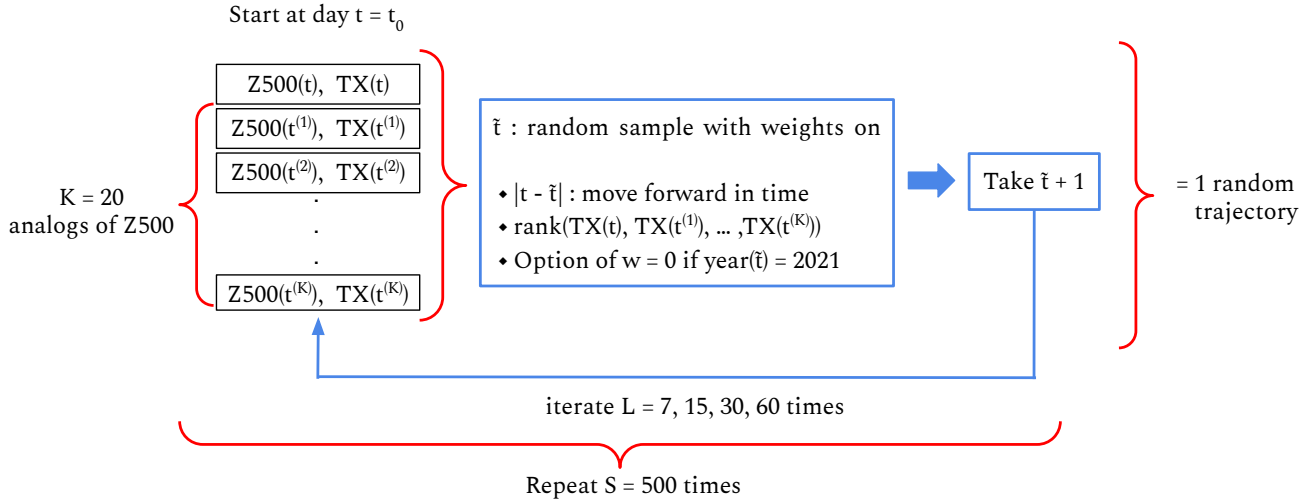 Start at day t = t₀
Z500(t), TX(t)
Z500(t⁽¹⁾), TX(t⁽¹⁾)
Z500(t⁽²⁾), TX(t⁽²⁾)
.
.
.
Z500(t⁽ᴷ⁾), TX(t⁽ᴷ⁾)
K = 20
analogs of Z500
t̃ : random sample with weights on
◆ |t - t̃| : move forward in time
◆ rank(TX(t), TX(t⁽¹⁾), ... ,TX(t⁽ᴷ⁾))
◆ Option of w = 0 if year(t̃) = 2021
Take t̃ + 1
= 1 random
trajectory
iterate L = 7, 15, 30, 60 times
Repeat S = 500 times